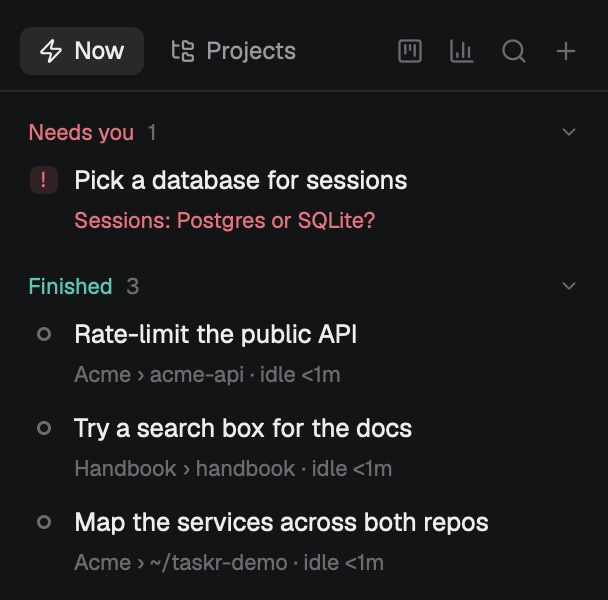 Now Projects
Needs you 1
! Pick a database for sessions
Sessions: Postgres or SQLite?
Finished 3
Rate-limit the public API
Acme › acme-api · idle <1m
Try a search box for the docs
Handbook › handbook · idle <1m
Map the services across both repos
Acme › ~/taskr-demo · idle <1m